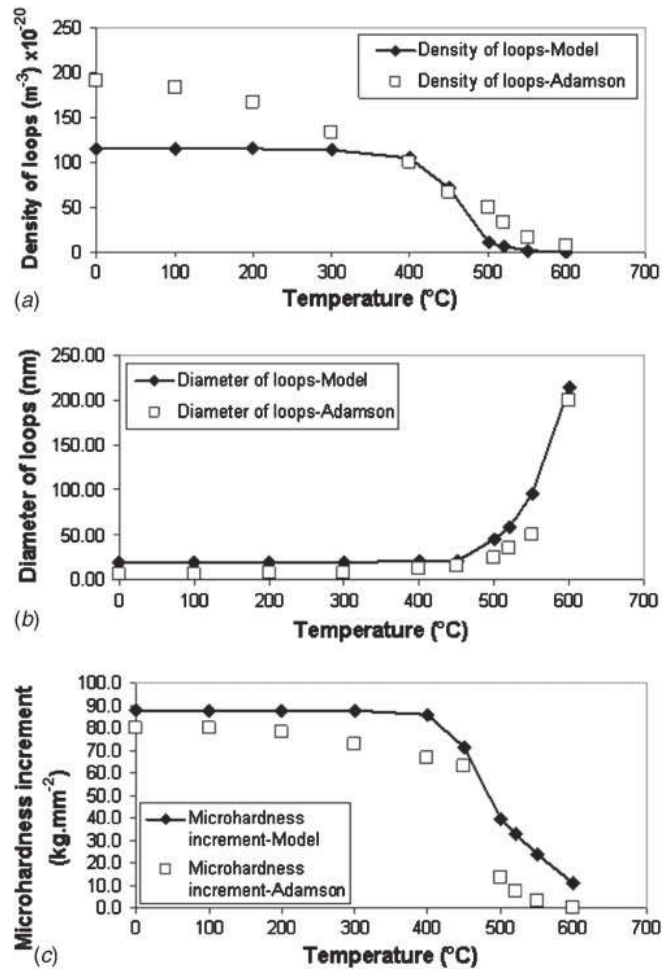 Density of loops (m⁻³) x10⁻²⁰
250
200
150
100
50
0
Density of loops-Model
Density of loops-Adamson
0 100 200 300 400 500 600 700
Temperature (°C)
(a)
Diameter of loops (nm)
250.00
200.00
150.00
100.00
50.00
0.00
Diameter of loops-Model
Diameter of loops-Adamson
0 100 200 300 400 500 600 700
Temperature (°C)
(b)
Microhardness increment
(kg.mm⁻²)
100.0
90.0
80.0
70.0
60.0
50.0
40.0
30.0
20.0
10.0
0.0
Microhardness
increment-Model
Microhardness
increment-Adamson
0 100 200 300 400 500 600 700
Temperature (°C)
(c)